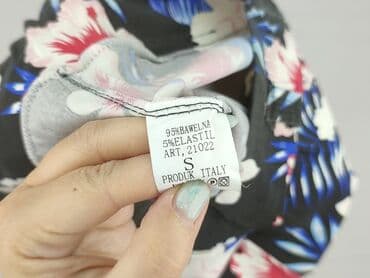 95%BAWEŁNA
5%ELASTIL
ART, 21022
S
PRODUK ITALY